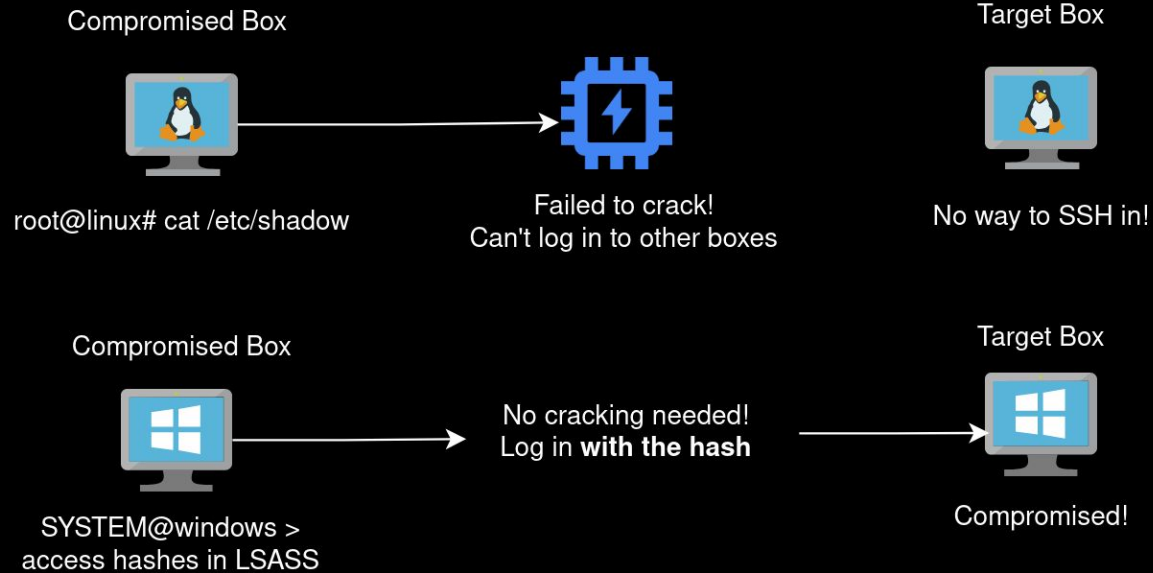 Compromised Box
Target Box
root@linux# cat /etc/shadow
Failed to crack!
Can't log in to other boxes
No way to SSH in!
Compromised Box
Target Box
No cracking needed!
Log in with the hash
SYSTEM@windows >
access hashes in LSASS
Compromised!